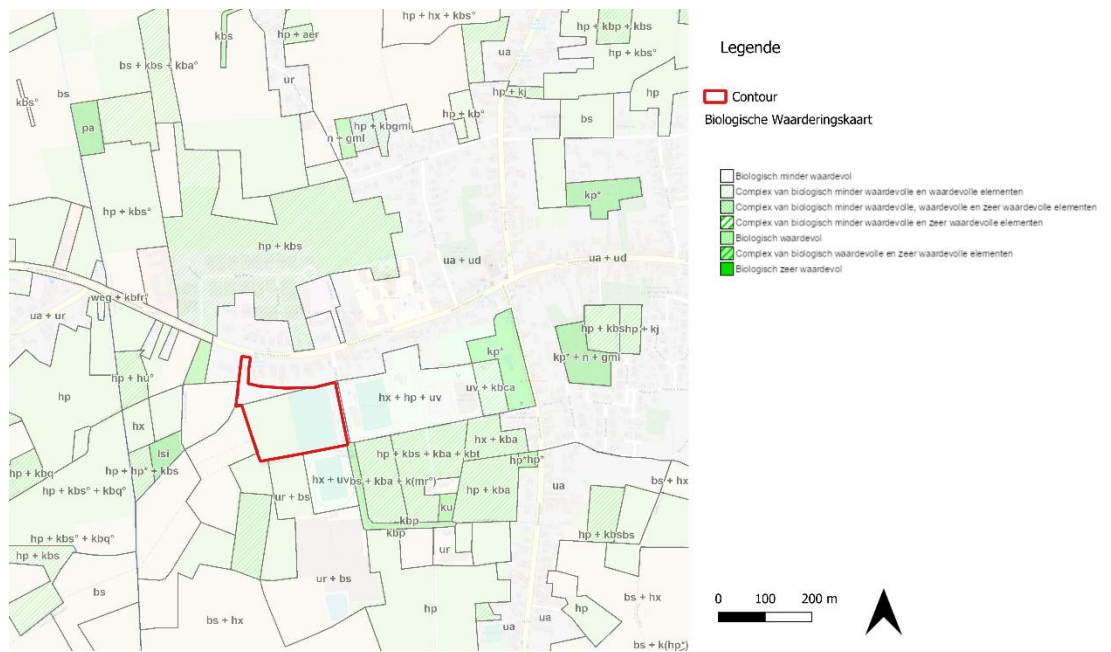 hp + hx + kbs°
kbs
hp + aer
hp + kbp + kbs
ua
hp + kbs°
bs + kbs + kba°
ur
bs
kbs°
hp + kj
hp
hp + kb°
bs
pa
hp + kbgml
n + gml
kp*
hp + kbs°
hp + kbs
ua + ud
ua + ud
weg + kbfr
ua + ur
hp + kbshp + kj
kp*
kp* + n + gml
hp + hu°
uv + kbca
hp
hx + hp + uv
hx
hx + kba
lsi
hp + kbs + kba + kbt
hp*hp°
hp + kbq
hp + hp* + kbs
hx + uv
bs + kba + k(mr°)
hp + kba
ua
bs + hx
hp + kbs° + kbq°
ur + bs
ku
kbp
kbp
hp + kbs° + kbq°
ur
hp + kbsbs
hp + kbs
ur + bs
bs
hp
hp
bs + hx
bs + hx
ua
ua
bs + k(hp*)
Legende
Contour
Biologische Waarderingskaart
Biologisch minder waardevol
Complex van biologisch minder waardevolle en waardevolle elementen
Complex van biologisch minder waardevolle, waardevolle en zeer waardevolle elementen
Complex van biologisch minder waardevolle en zeer waardevolle elementen
Biologisch waardevol
Complex van biologisch waardevolle en zeer waardevolle elementen
Biologisch zeer waardevol
0 100 200 m